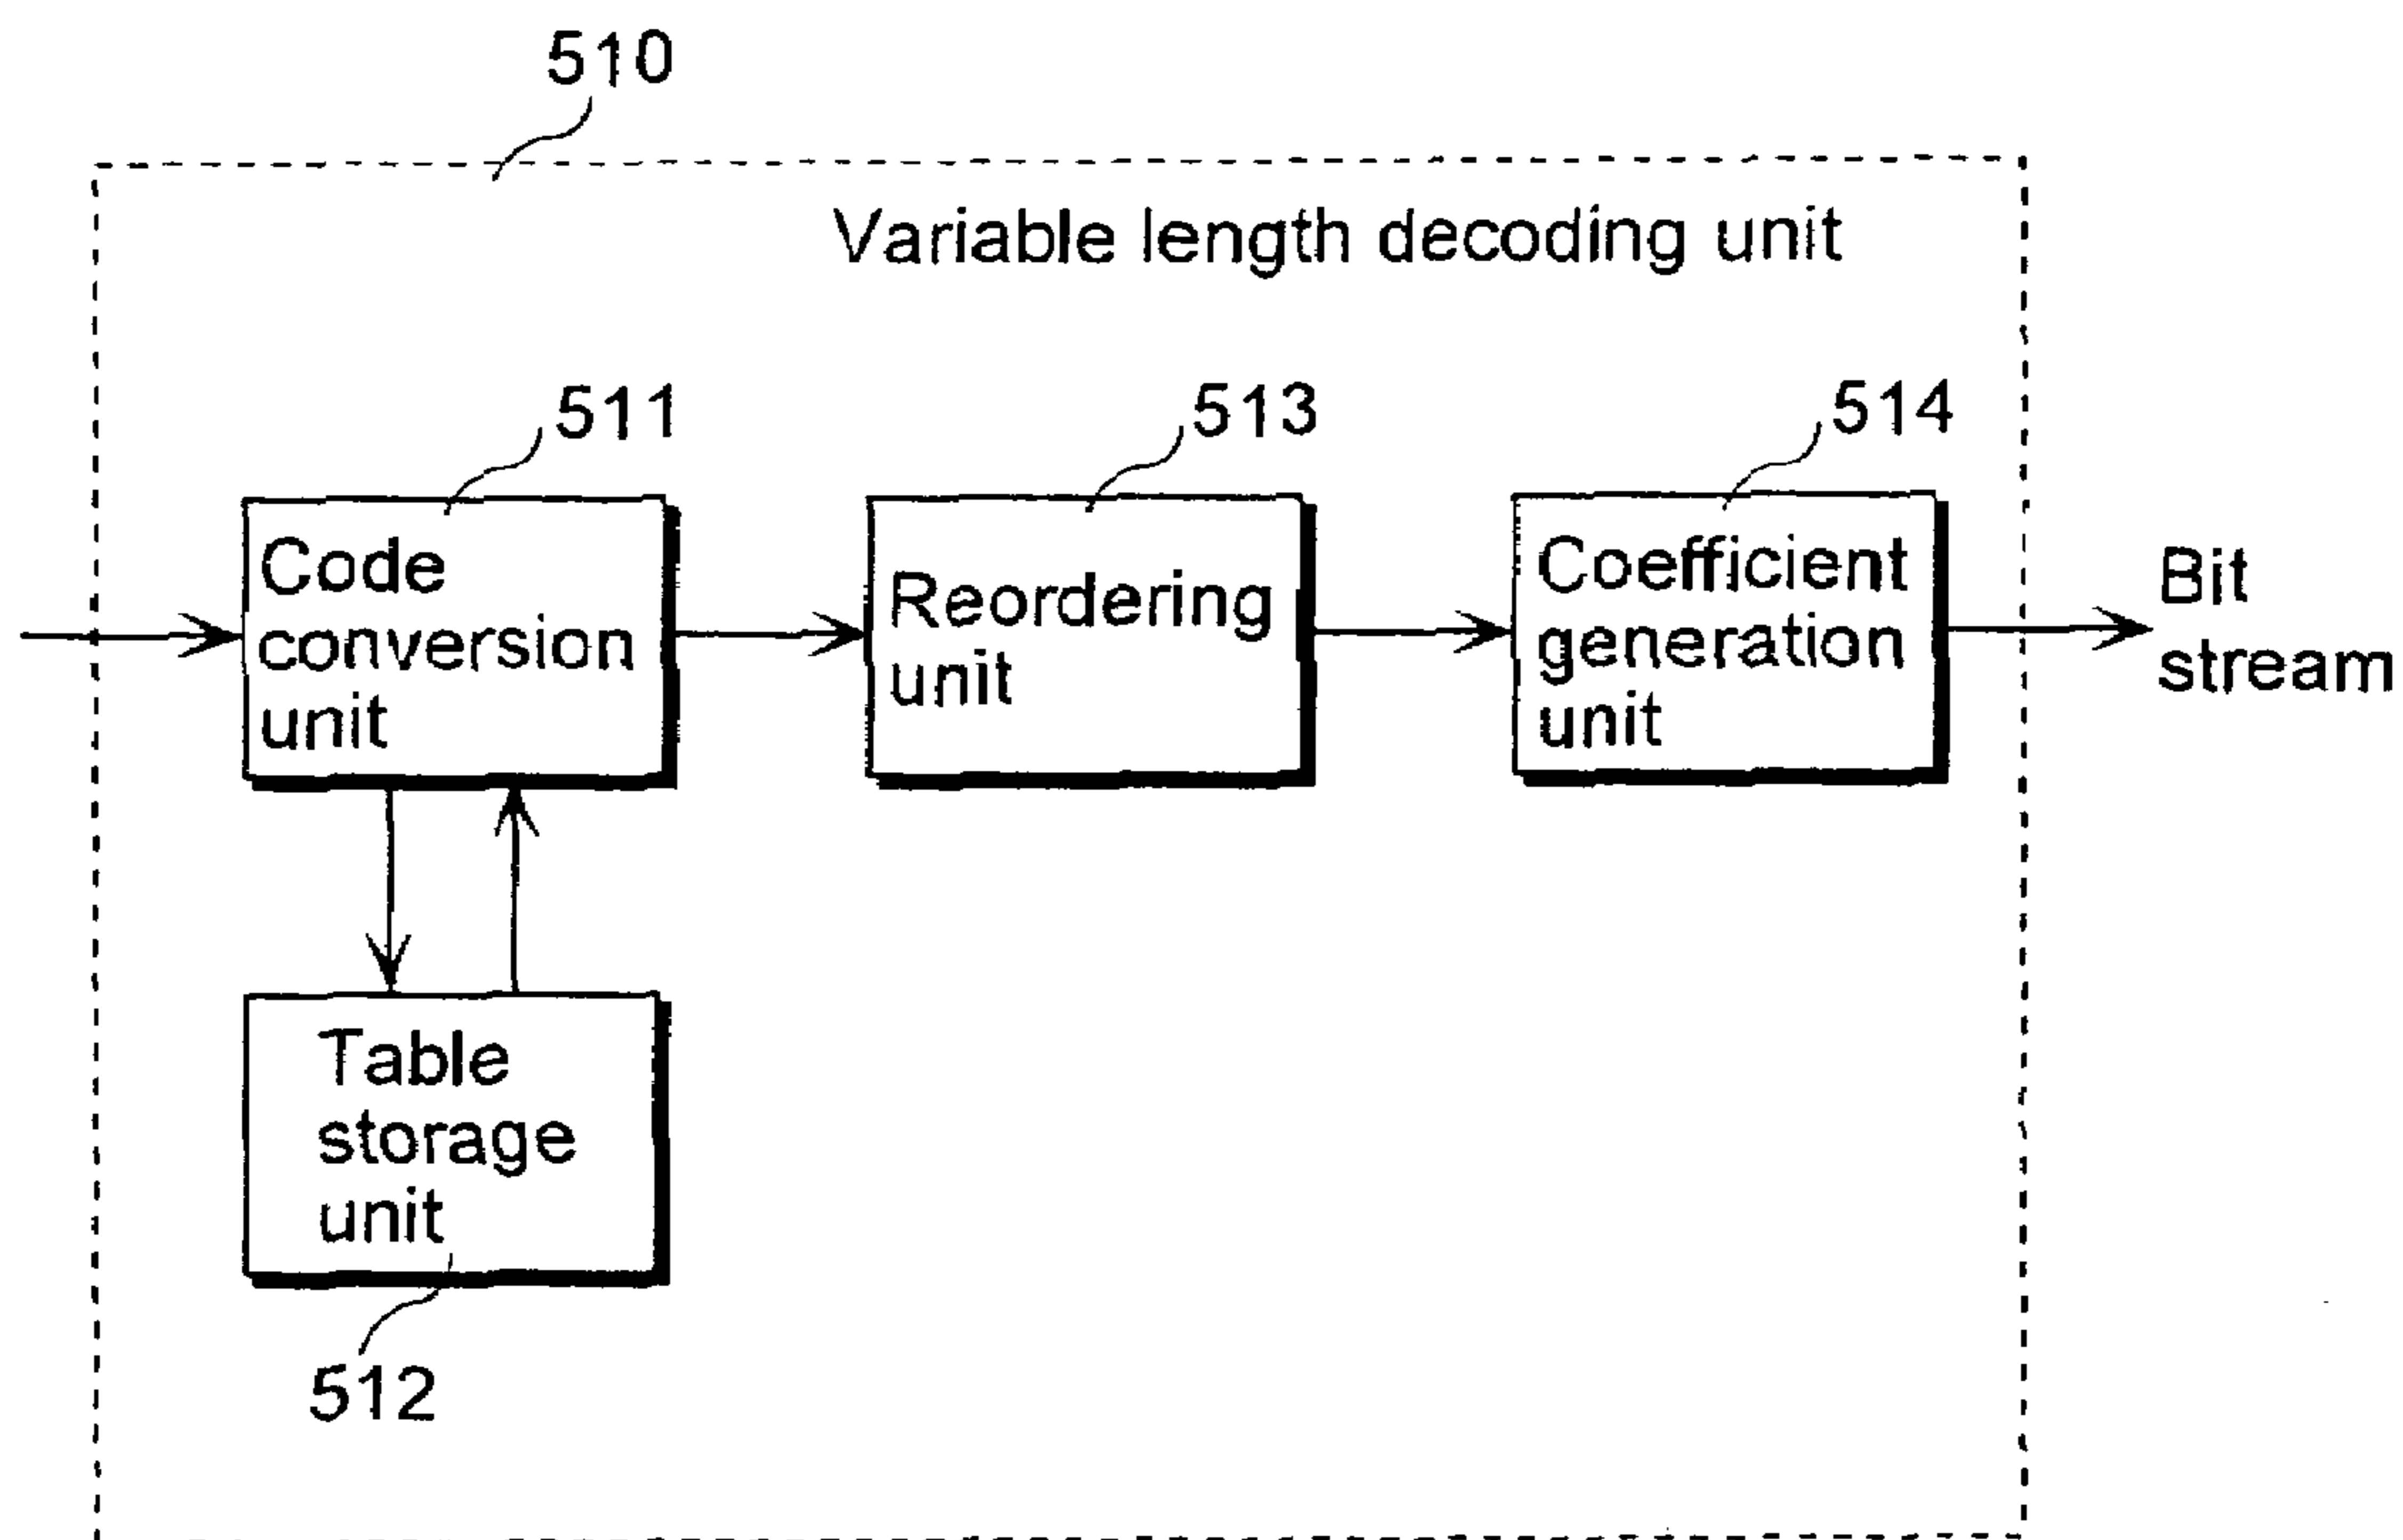 510
Variable length decoding unit
511
513
514
Code
conversion
unit
Reordering
unit
Coefficient
generation
unit
Bit
stream
Table
storage
unit
512